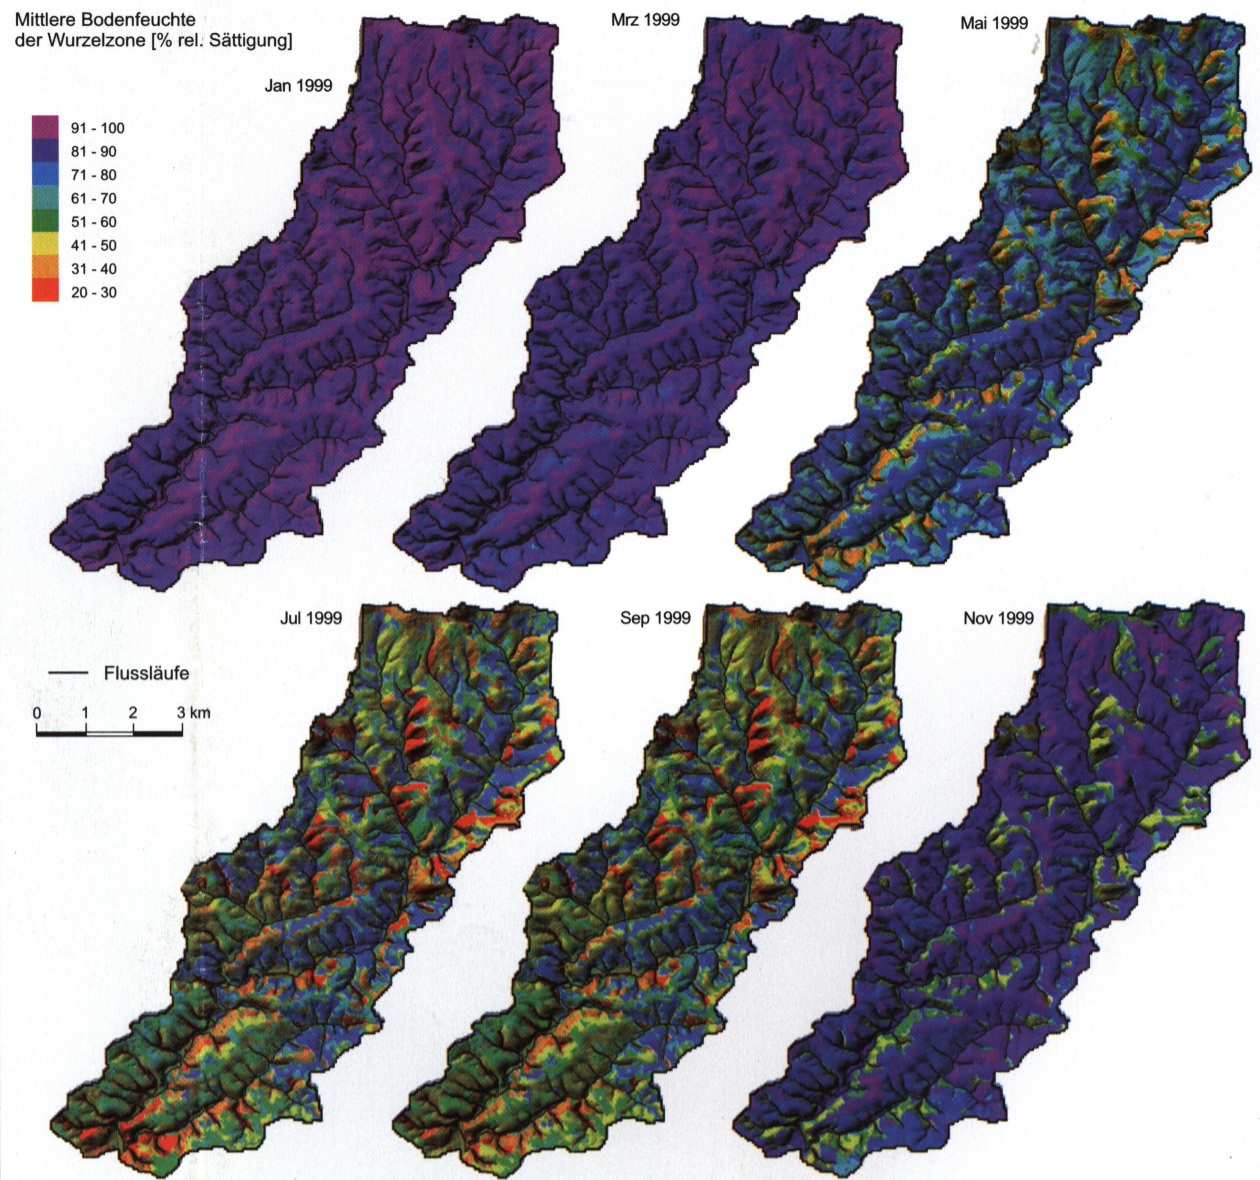 Mittlere Bodenfeuchte
der Wurzelzone [% rel. Sättigung]
Jan 1999
Mrz 1999
Mai 1999
91 - 100
81 - 90
71 - 80
61 - 70
51 - 60
41 - 50
31 - 40
20 - 30
Jul 1999
Sep 1999
Nov 1999
Flussläufe
0 1 2 3 km